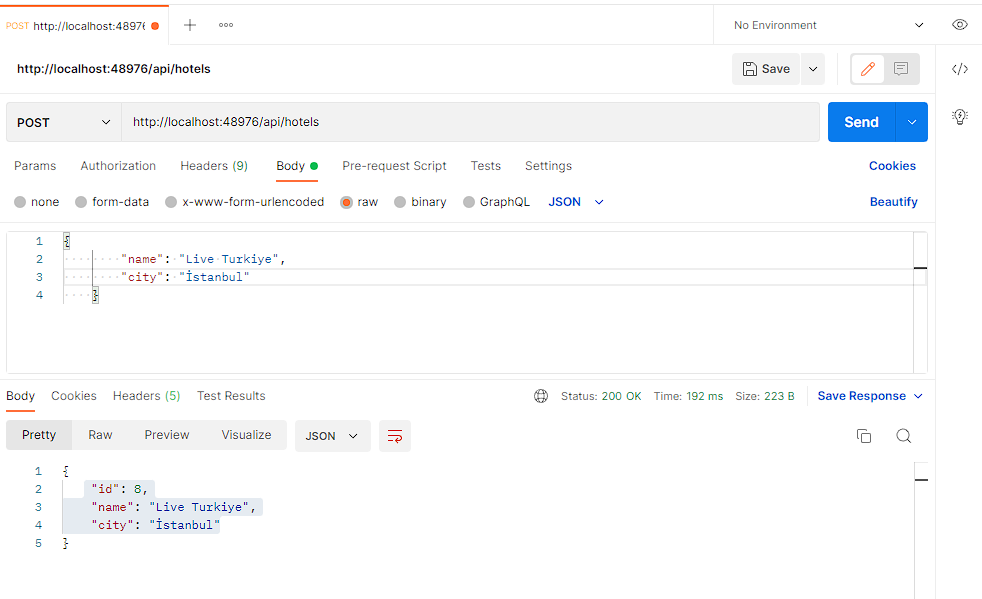 POST http://localhost:48976
No Environment
http://localhost:48976/api/hotels
Save
POST
http://localhost:48976/api/hotels
Send
Params Authorization Headers (9) Body Pre-request Script Tests Settings Cookies
none form-data x-www-form-urlencoded raw binary GraphQL JSON Beautify
1 {
2 "name": "Live Turkiye",
3 "city": "İstanbul"
4 }
Body Cookies Headers (5) Test Results Status: 200 OK Time: 192 ms Size: 223 B Save Response
Pretty Raw Preview Visualize JSON
1 {
2 "id": 8,
3 "name": "Live Turkiye",
4 "city": "İstanbul"
5 }